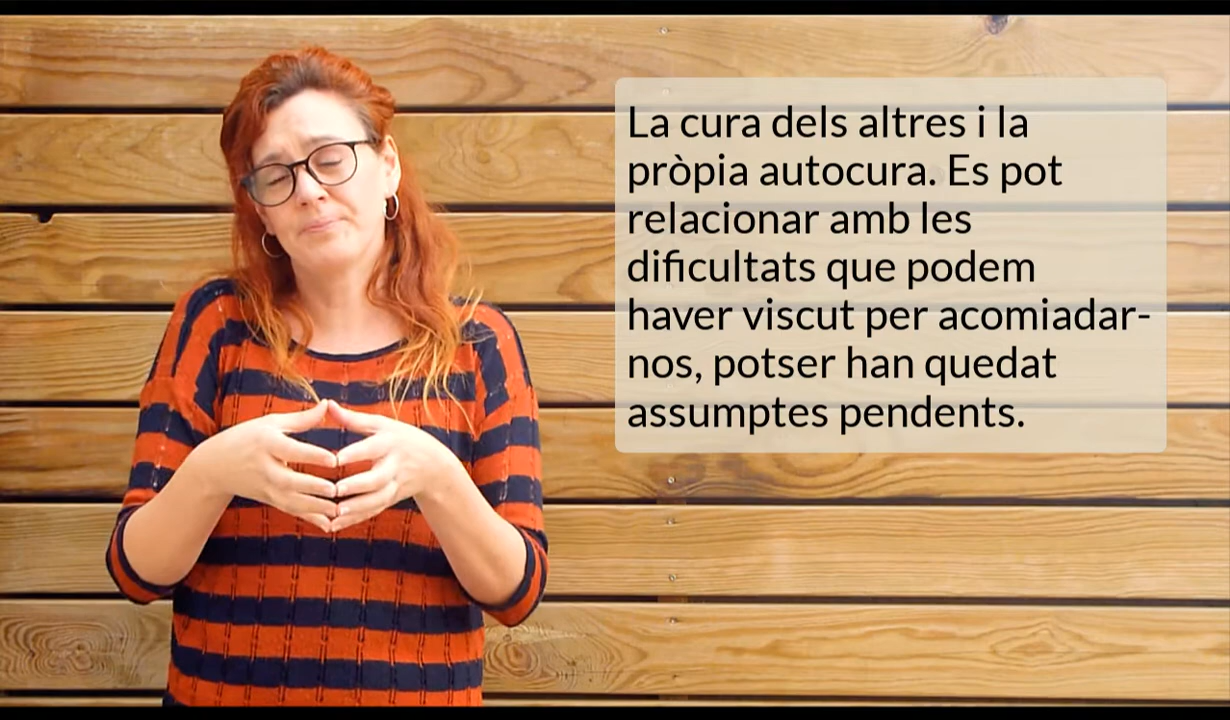 La cura dels altres i la
pròpia autocura. Es pot
relacionar amb les
dificultats que podem
haver viscut per acomiadar-
nos, potser han quedat
assumptes pendents.